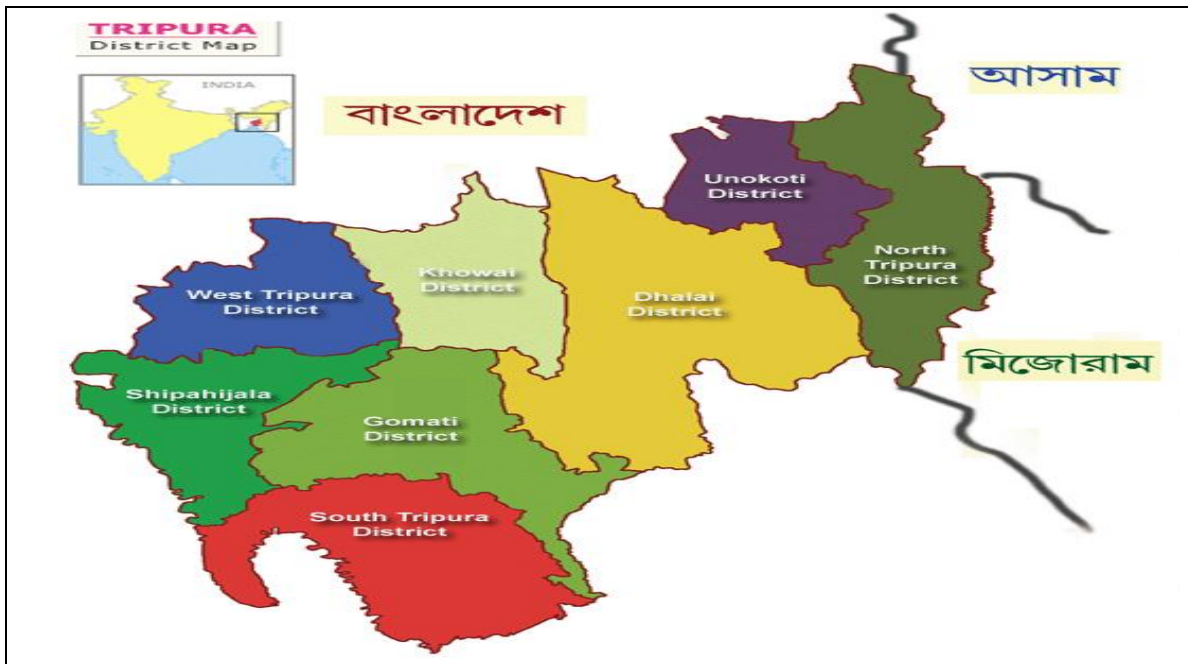 TRIPURA
District Map
INDIA
বাংলাদেশ
আসাম
Unokoti
District
North
Tripura
District
Khowai
District
West Tripura
District
Dhalai
District
মিজোরাম
Shipahijala
District
Gomati
District
South Tripura
District